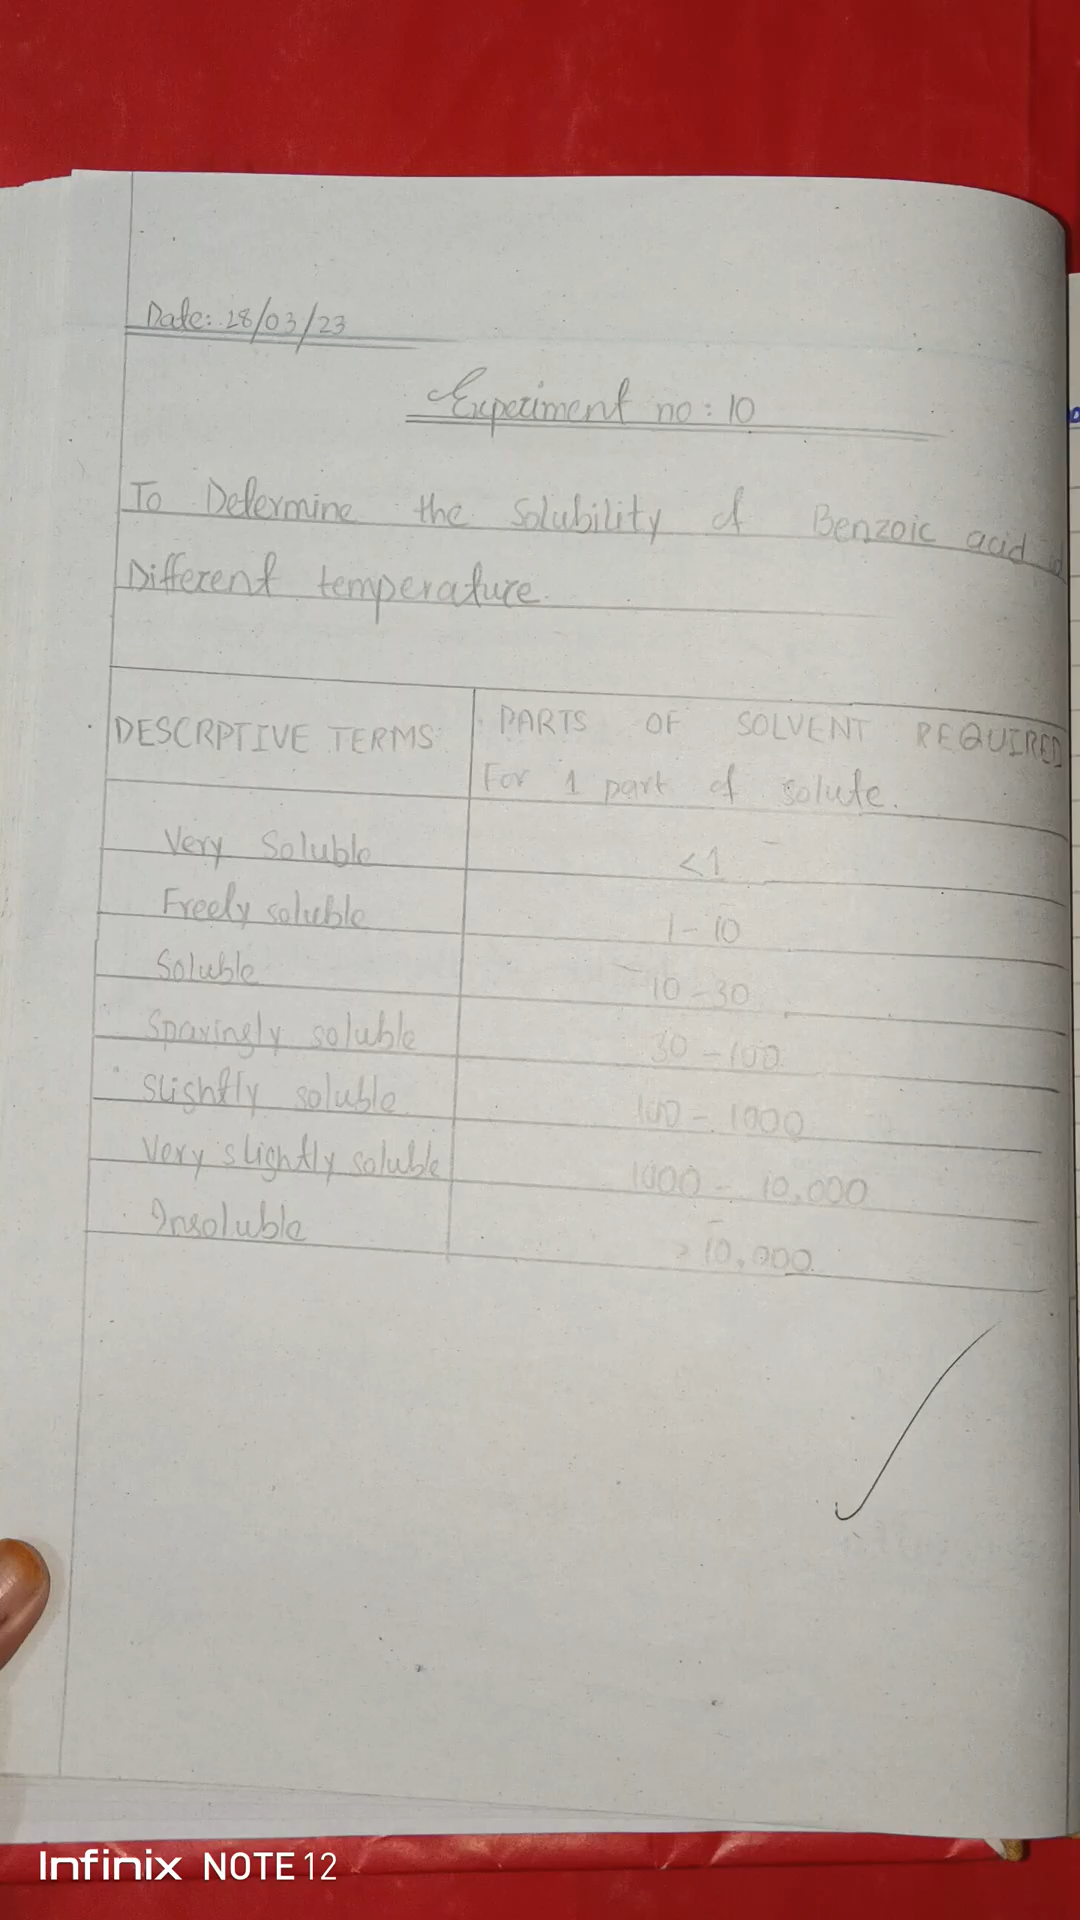 Date: 28/03/23
Experiment no: 10
To Determine the Solubility of Benzoic acid
Different temperature.
DESCRPTIVE TERMS
PARTS OF SOLVENT REQUIRED
For 1 part of solute.
Very Soluble <1
Freely soluble 1-10
Soluble 10-30
Sparingly soluble 30-100
Slightly soluble 100-1000
Very slightly soluble 1000-10,000
Insoluble >10,000
Infinix NOTE 12